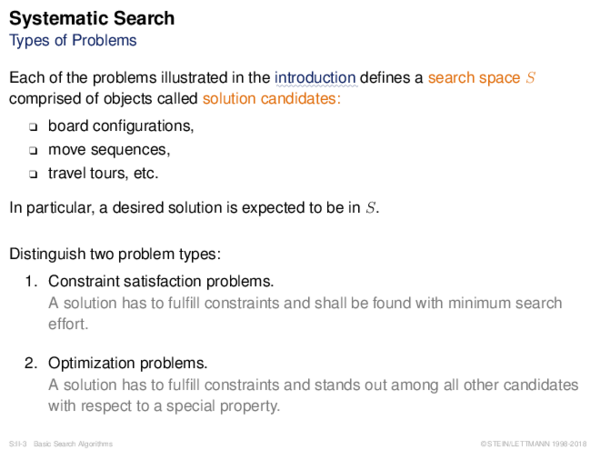 Systematic Search
Types of Problems
Each of the problems illustrated in the introduction defines a search space S
comprised of objects called solution candidates:
❑ board configurations,
❑ move sequences,
❑ travel tours, etc.
In particular, a desired solution is expected to be in S.
Distinguish two problem types:
1. Constraint satisfaction problems.
A solution has to fulfill constraints and shall be found with minimum search
effort.
2. Optimization problems.
A solution has to fulfill constraints and stands out among all other candidates
with respect to a special property.
S:II-3 Basic Search Algorithms
©STEIN/LETTMANN 1998-2018